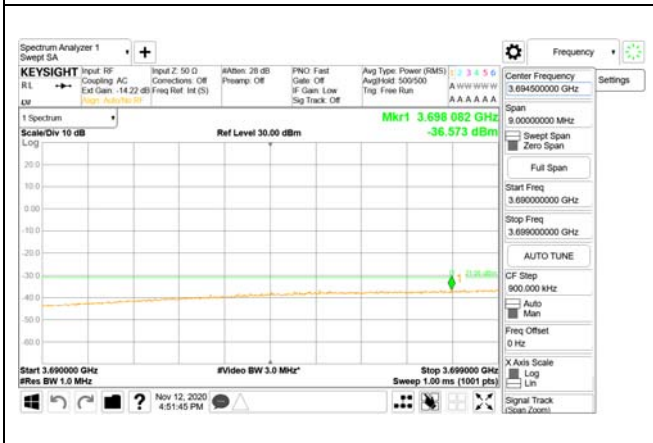 Spectrum Analyzer 1
Swept SA
Frequency
KEYSIGHT
RL
Input: RF
Coupling: AC
Ext Gain: -14.22 dB
Align: Auto/No RF
Input Z: 50 Ω
Corrections: Off
Freq Ref: Int (S)
#Atten: 28 dB
Preamp: Off
PNO: Fast
Gate: Off
IF Gain: Low
Sig Track: Off
Avg Type: Power (RMS)
Avg|Hold: 500/500
Trig: Free Run
1 2 3 4 5 6
A W W W W W
A A A A A A
Center Frequency
3.694500000 GHz
Settings
Span
9.00000000 MHz
Swept Span
Zero Span
Full Span
Start Freq
3.690000000 GHz
Stop Freq
3.699000000 GHz
AUTO TUNE
CF Step
900.000 kHz
Auto
Man
Freq Offset
0 Hz
X Axis Scale
Log
Lin
Signal Track
(Span Zoom)
1 Spectrum
Scale/Div 10 dB
Ref Level 30.00 dBm
Mkr1 3.698 082 GHz
-36.573 dBm
Log
20.0
10.0
0.00
-10.0
-20.0
-30.0
-40.0
-50.0
-60.0
1
Start 3.690000 GHz
#Res BW 1.0 MHz
#Video BW 3.0 MHz*
Stop 3.699000 GHz
Sweep 1.00 ms (1001 pts)
?
Nov 12, 2020
4:51:45 PM